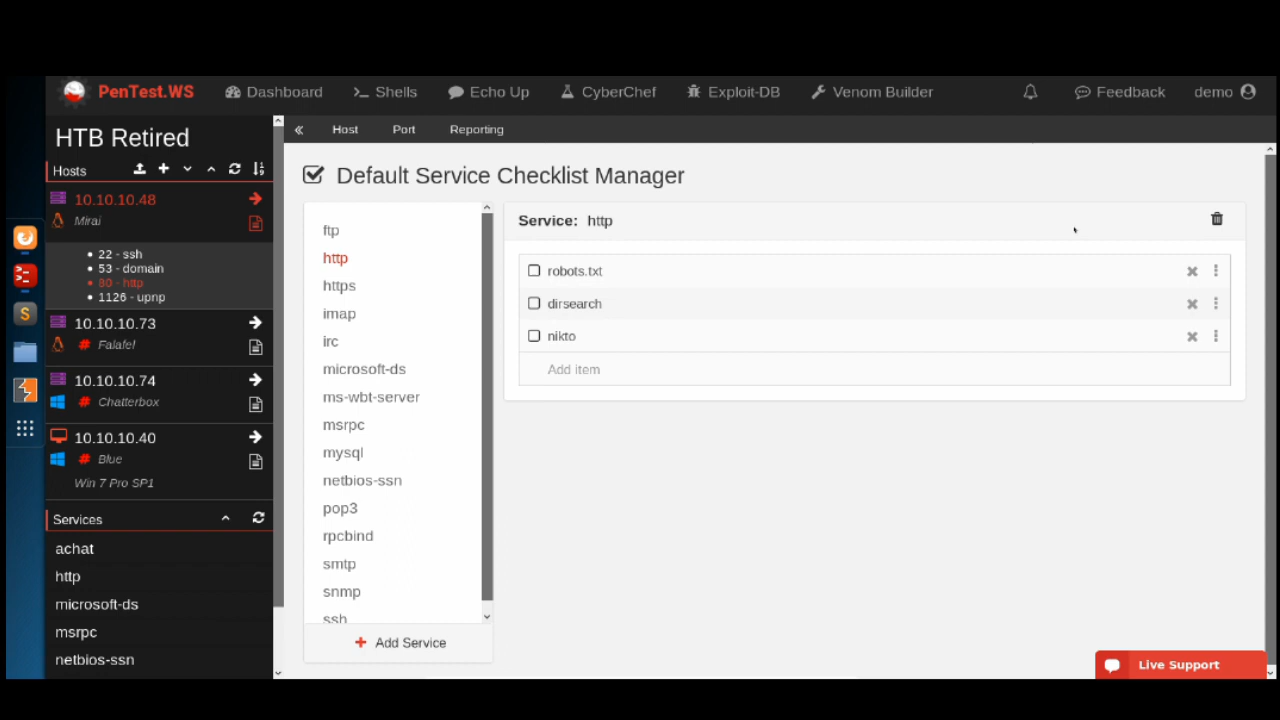 PenTest.WS Dashboard Shells Echo Up CyberChef Exploit-DB Venom Builder Feedback demo
HTB Retired
Hosts
10.10.10.48
Mirai
22 - ssh
53 - domain
80 - http
1126 - upnp
10.10.10.73
# Falafel
10.10.10.74
# Chatterbox
10.10.10.40
# Blue
Win 7 Pro SP1
Services
achat
http
microsoft-ds
msrpc
netbios-ssn
Host Port Reporting
Default Service Checklist Manager
ftp
http
https
imap
irc
microsoft-ds
ms-wbt-server
msrpc
mysql
netbios-ssn
pop3
rpcbind
smtp
snmp
ssh
Add Service
Service: http
robots.txt
dirsearch
nikto
Add item
Live Support
S